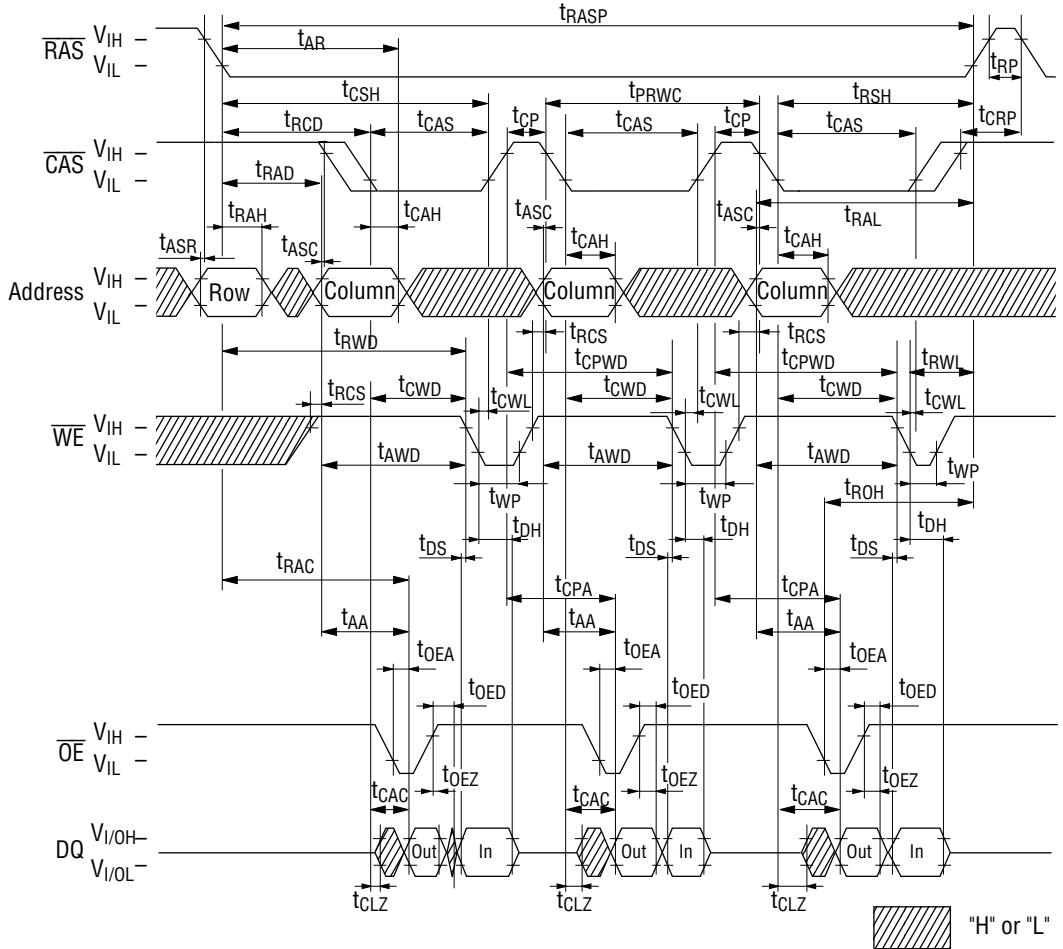 tRASP
RAS VIH
VIL
tAR
tRP
tCSH
tPRWC
tRSH
tRCD
tCAS
tCP
tCAS
tCP
tCAS
tCRP
CAS VIH
VIL
tRAD
tRAH
tCAH
tASC
tASC
tRAL
tASR
tASC
tCAH
tCAH
Address VIH
VIL
Row
Column
Column
Column
tRWD
tRCS
tRCS
tCPWD
tCPWD
tRWL
tRCS
tCWD
tCWL
tCWD
tCWL
tCWD
tCWL
WE VIH
VIL
tAWD
tAWD
tAWD
tWP
tWP
tWP
tROH
tDH
tDH
tDH
tDS
tDS
tDS
tRAC
tCPA
tCPA
tAA
tAA
tAA
tOEA
tOEA
tOEA
tOED
tOED
tOED
OE VIH
VIL
tOEZ
tOEZ
tOEZ
tCAC
tCAC
tCAC
DQ VI/OH
VI/OL
Out
In
Out
In
Out
In
tCLZ
tCLZ
tCLZ
"H" or "L"